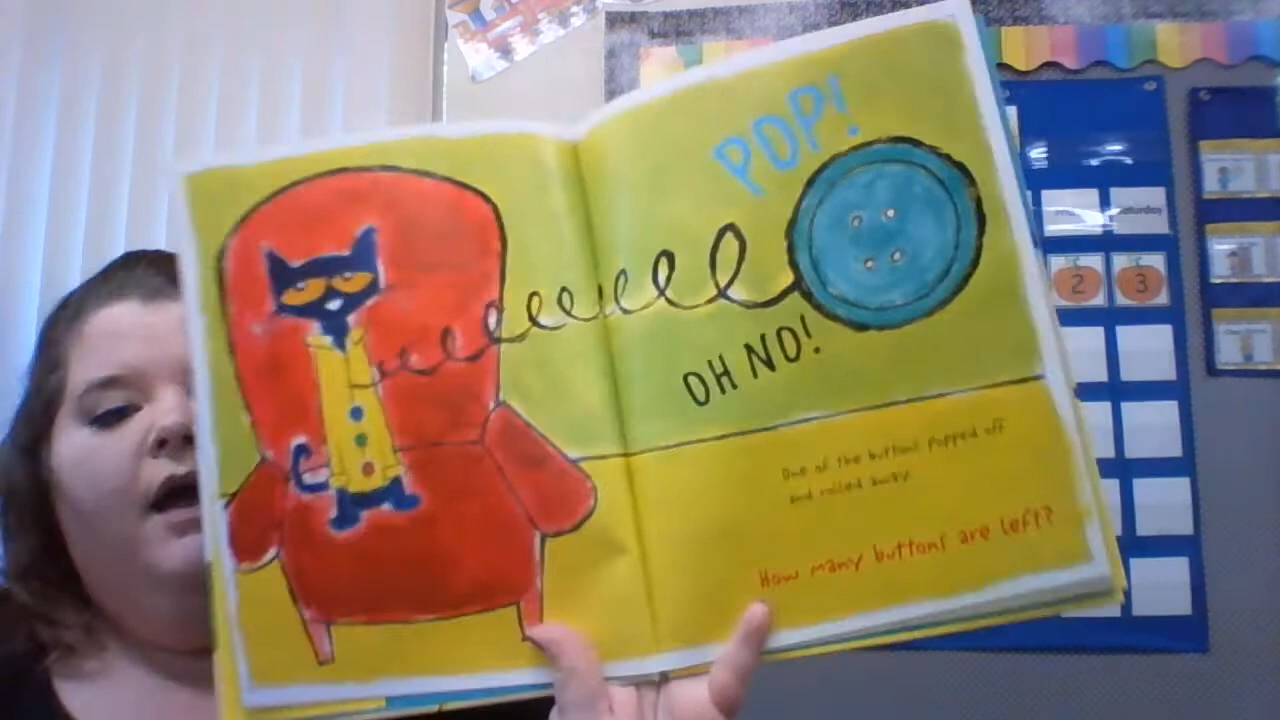 POP!
OH NO!
One of the buttons popped off
and rolled away.
How many buttons are left?
Saturday
2 3